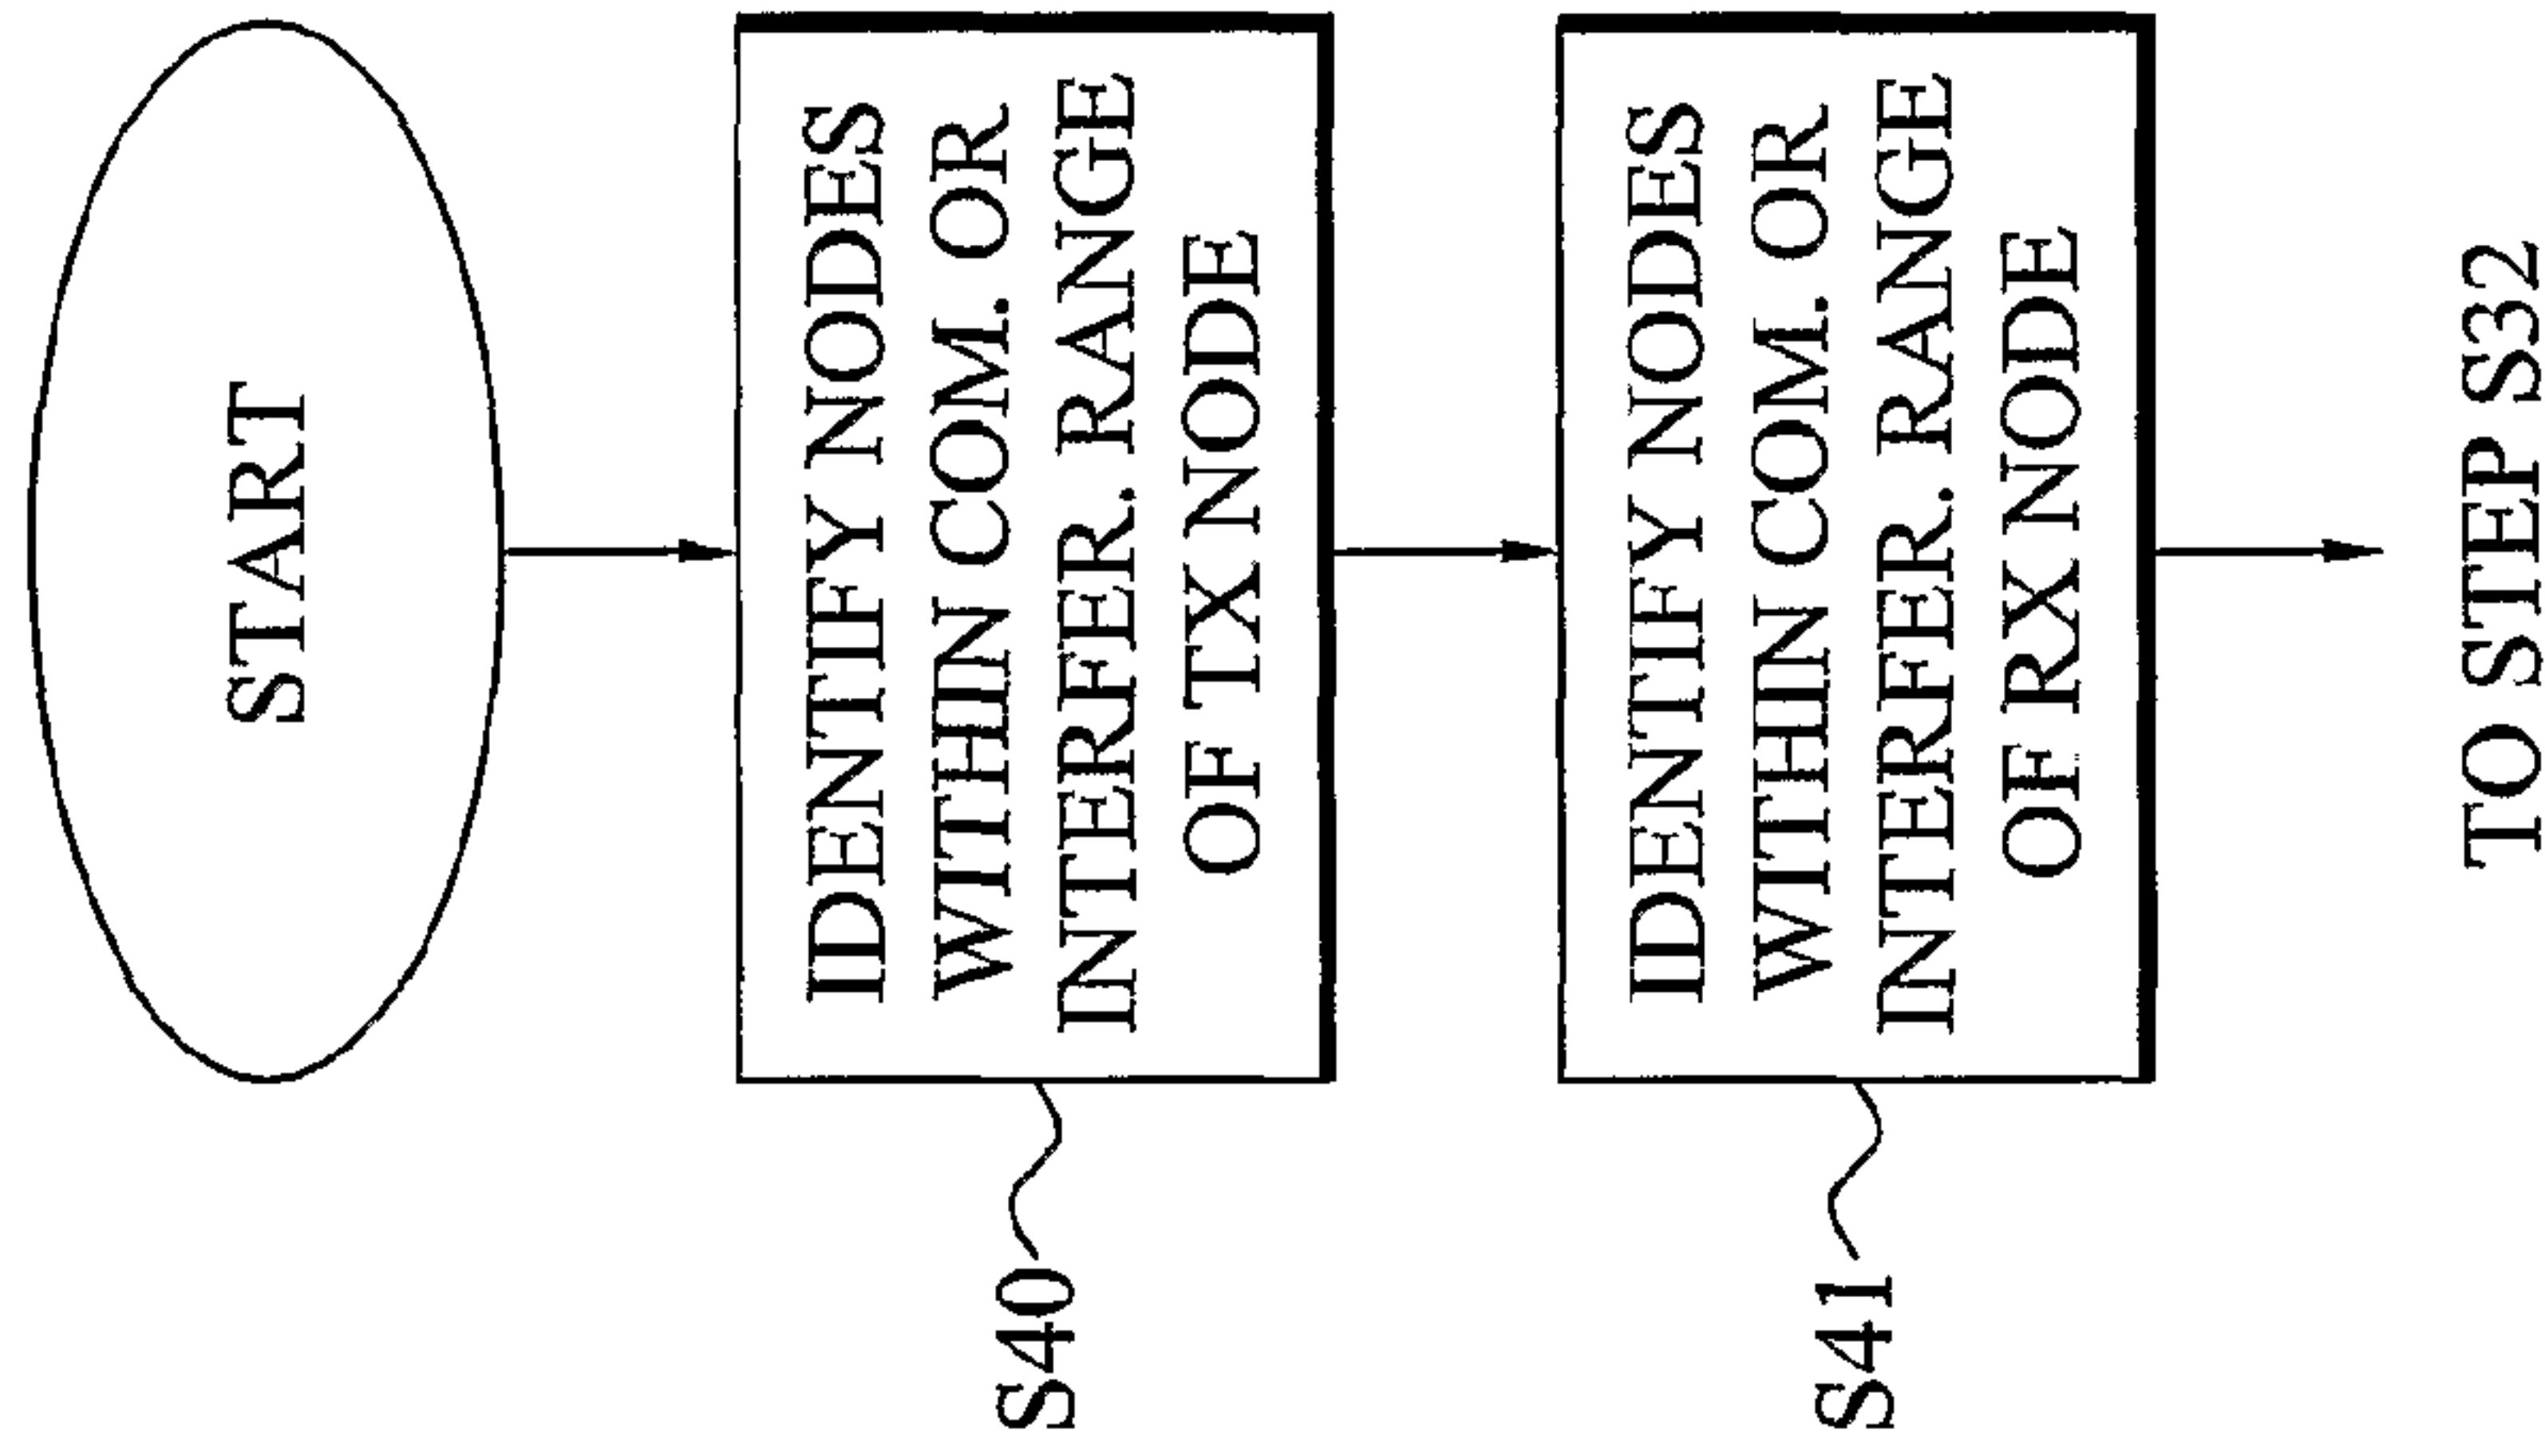 START
S40
IDENTIFY NODES
WITHIN COM. OR
INTERFER. RANGE
OF TX NODE
S41
IDENTIFY NODES
WITHIN COM. OR
INTERFER. RANGE
OF RX NODE
TO STEP S32